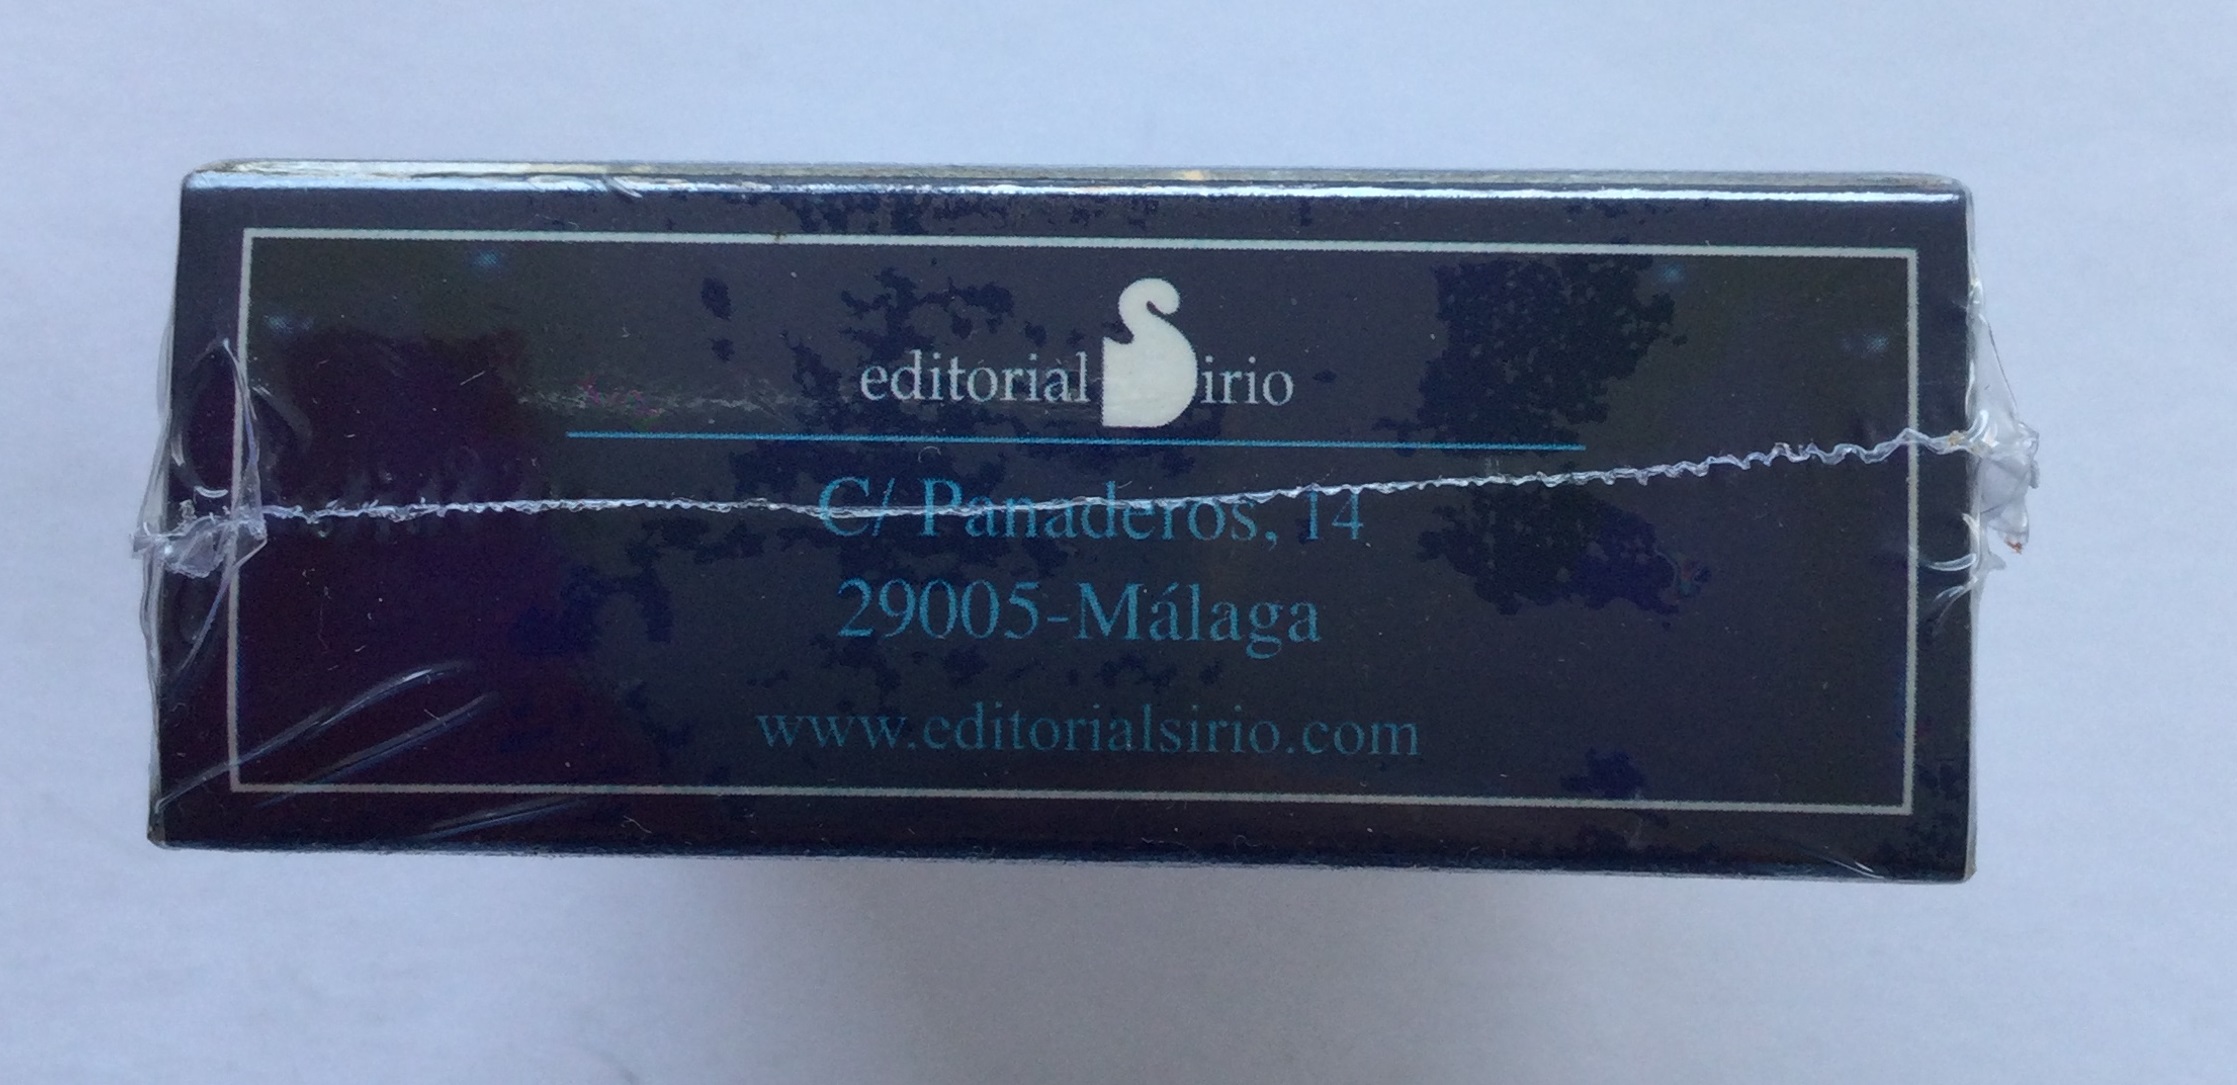 editorial Sirio
C/ Panaderos, 14
29005-Málaga
www.editorialsirio.com